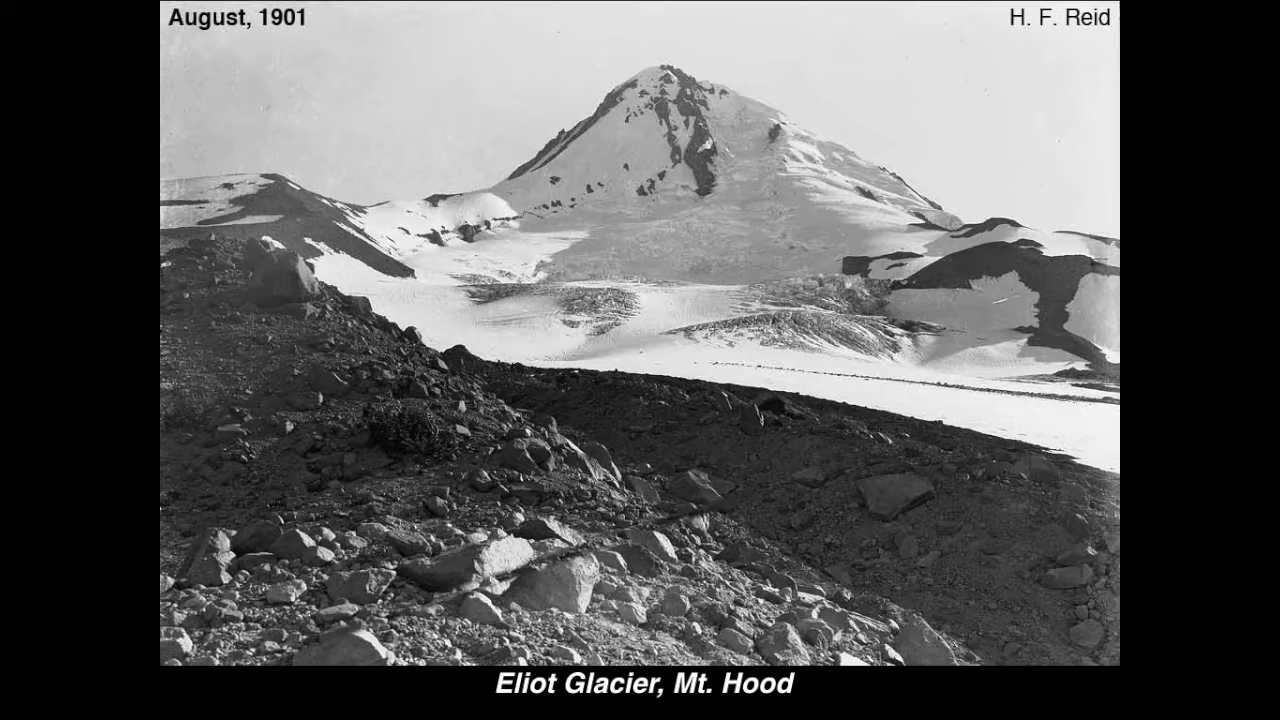 August, 1901
H. F. Reid
Eliot Glacier, Mt. Hood